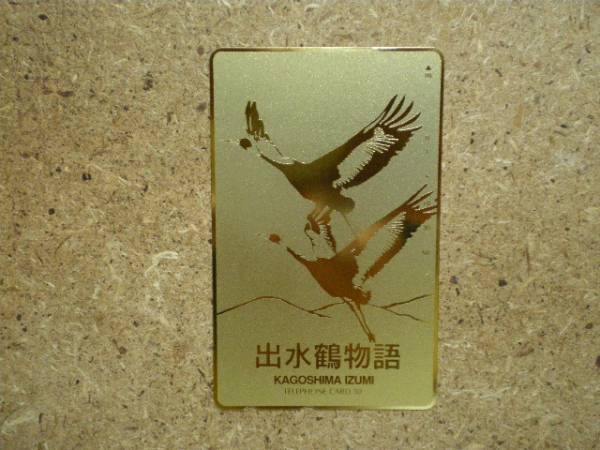 出水鶴物語
KAGOSHIMA IZUMI
TELEPHONE CARD 50